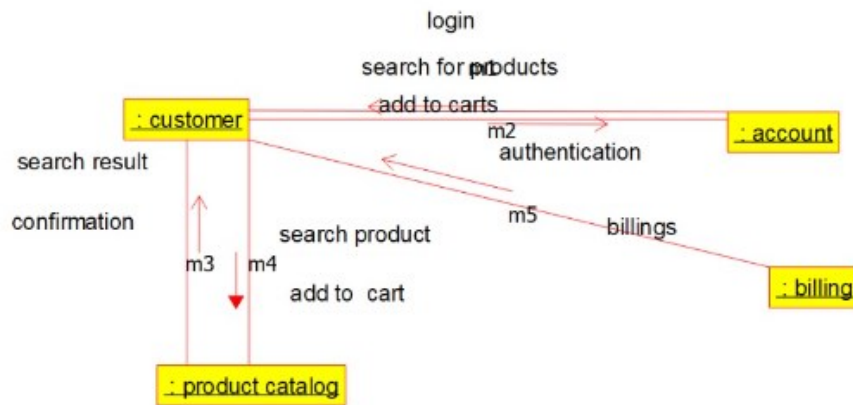 login
m1
search for products
add to carts
: customer
m2
: account
authentication
search result
m5
billings
confirmation
search product
m3
m4
add to cart
: billing
: product catalog